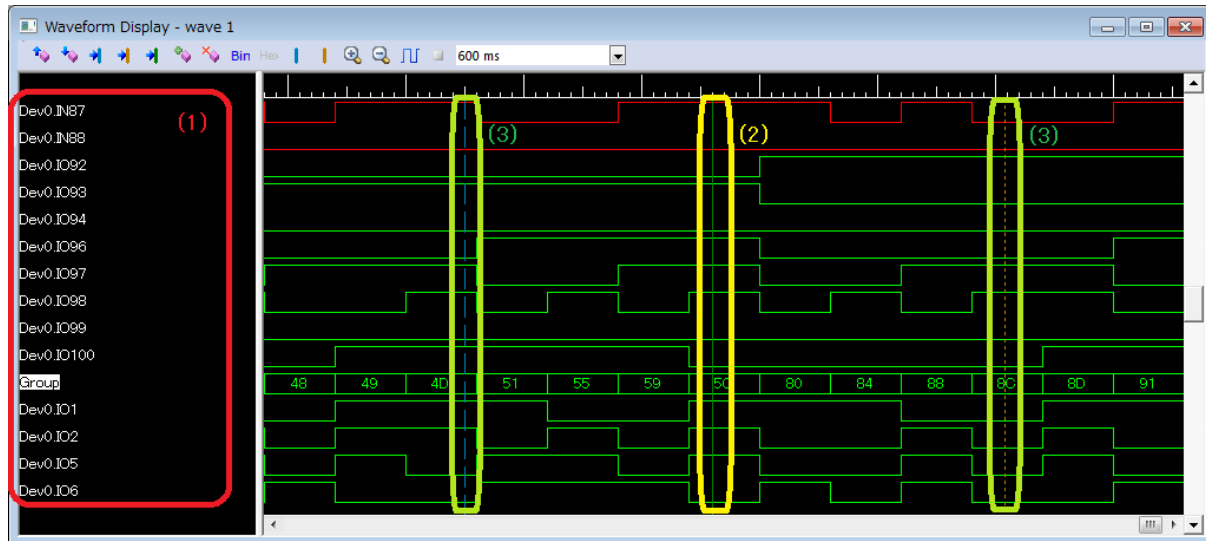 Waveform Display - wave 1
Bin Hex 600 ms
Dev0.IN87
(1)
Dev0.IN88
(3) (2) (3)
Dev0.IO92
Dev0.IO93
Dev0.IO94
Dev0.IO96
Dev0.IO97
Dev0.IO98
Dev0.IO99
Dev0.IO100
Group 48 49 4D 51 55 59 5C 80 84 88 8C 8D 91
Dev0.IO1
Dev0.IO2
Dev0.IO5
Dev0.IO6